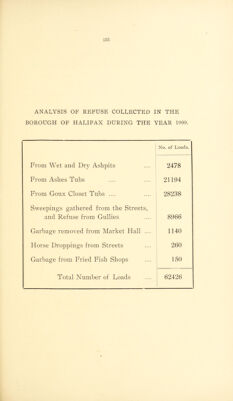 ANALYSIS OF REFUSE COLLECTED IN THE
BOROUGH OF HALIFAX DURING THE YEAR 1909.
No. of Loads.
From Wet and Dry Ashpits ... 2478
From Ashes Tubs .... ... 21194
From Goux Closet Tubs .... ... 28238
Sweepings gathered from the Streets,
and Refuse from Gullies ... 8966
Garbage removed from Market Hall ... 1140
Horse Droppings from Streets ... 260
Garbage from Fried Fish Shops ... 150
Total Number of Loads ... 62426